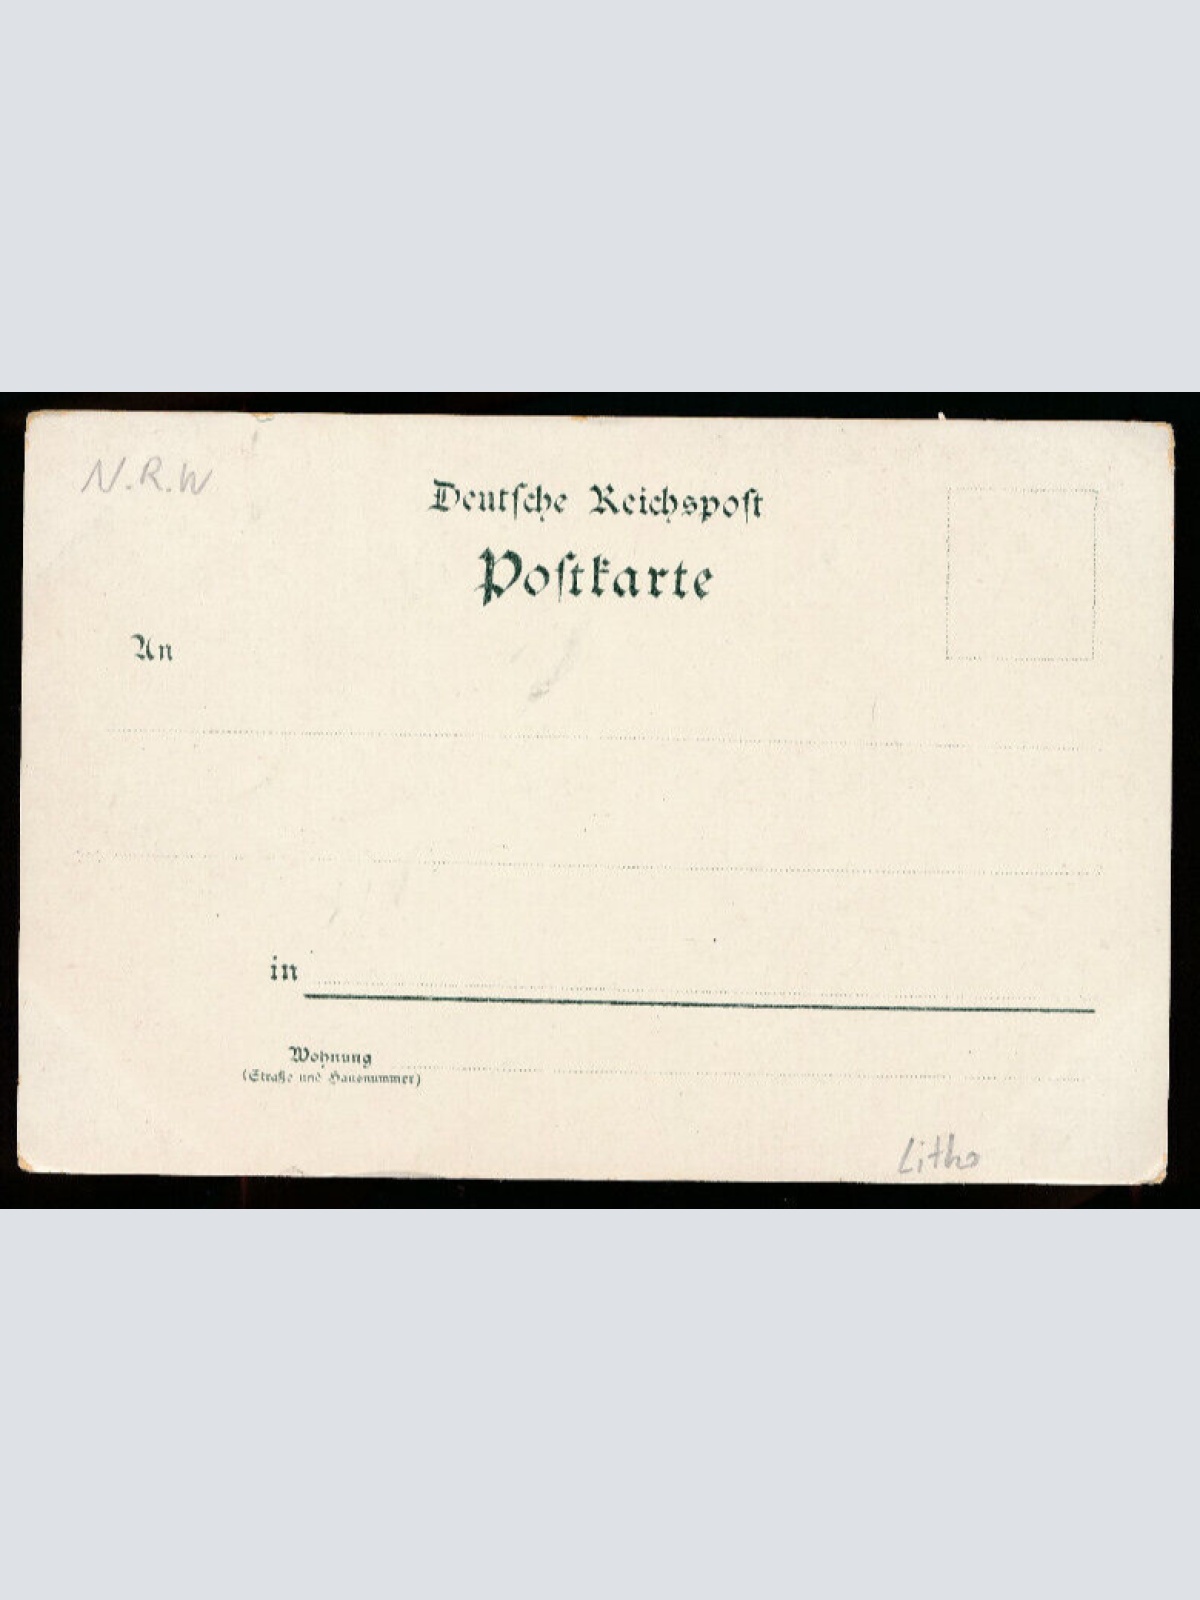 N.R.W
Deutsche Reichspost
Postkarte
An
in
Wohnung
(Straße und Hausnummer)
Litho